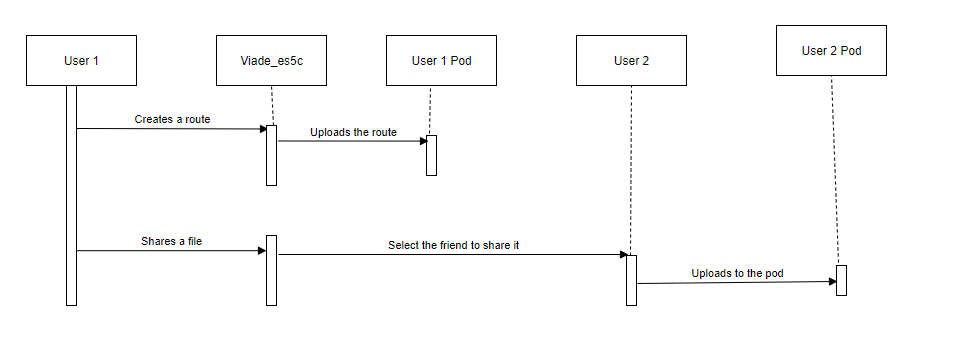 User 1
Viade_es5c
User 1 Pod
User 2
User 2 Pod
Creates a route
Uploads the route
Shares a file
Select the friend to share it
Uploads to the pod